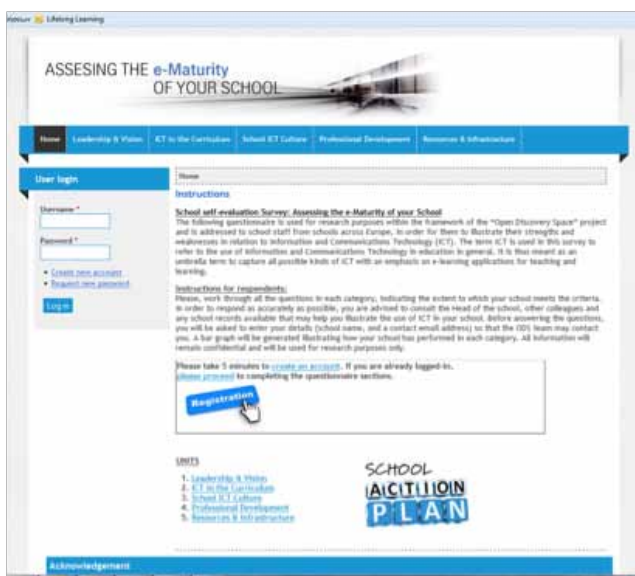 Lifelong Learning
ASSESING THE e-Maturity
OF YOUR SCHOOL
Home Leadership & Vision ICT in the Curriculum School ICT Culture Professional Development Resources & Infrastructure
User login
Username *
Password *
Create new account
Request new password
Log in
Home
Instructions
School self-evaluation Survey: Assessing the e-Maturity of your School
The following questionnaire is used for research purposes within the framework of the "Open Discovery Space" project
and is addressed to school staff from schools across Europe, in order for them to illustrate their strengths and
weaknesses in relation to Information and Communications Technology (ICT). The term ICT is used in this survey to
refer to the use of Information and Communications Technology in education in general. It is thus meant as an
umbrella term to capture all possible kinds of ICT with an emphasis on e-learning applications for teaching and
learning.
Instructions for respondents:
Please, work through all the questions in each category, indicating the extent to which your school meets the criteria.
In order to respond as accurately as possible, you are advised to consult the Head of the school, other colleagues and
any school records available that may help you illustrate the use of ICT in your school. Before answering the questions,
you will be asked to enter your details (school name, and a contact email address) so that the ODS team may contact
you. A bar graph will be generated illustrating how your school has performed in each category. All information will
remain confidential and will be used for research purposes only.
Please take 5 minutes to create an account. If you are already logged-in,
please proceed to completing the questionnaire sections.
Registration
UNITS
1. Leadership & Vision
2. ICT in the Curriculum
3. School ICT Culture
4. Professional Development
5. Resources & Infrastructure
SCHOOL
ACTION
PLAN
Acknowledgement